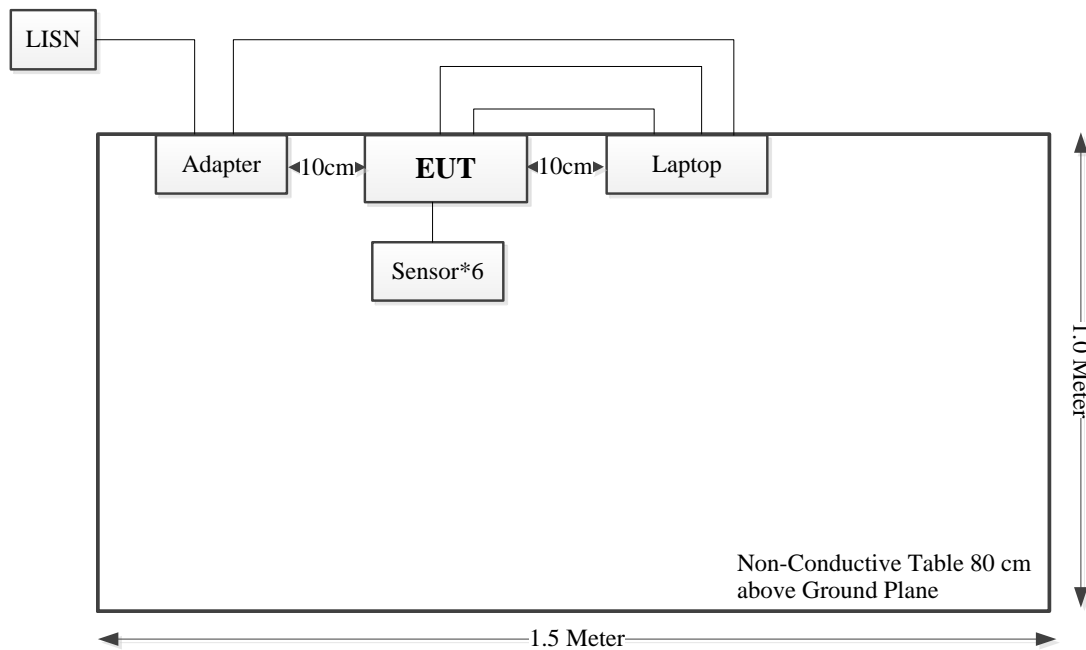 LISN
Adapter
10cm
EUT
10cm
Laptop
Sensor*6
1.0 Meter
Non-Conductive Table 80 cm
above Ground Plane
1.5 Meter